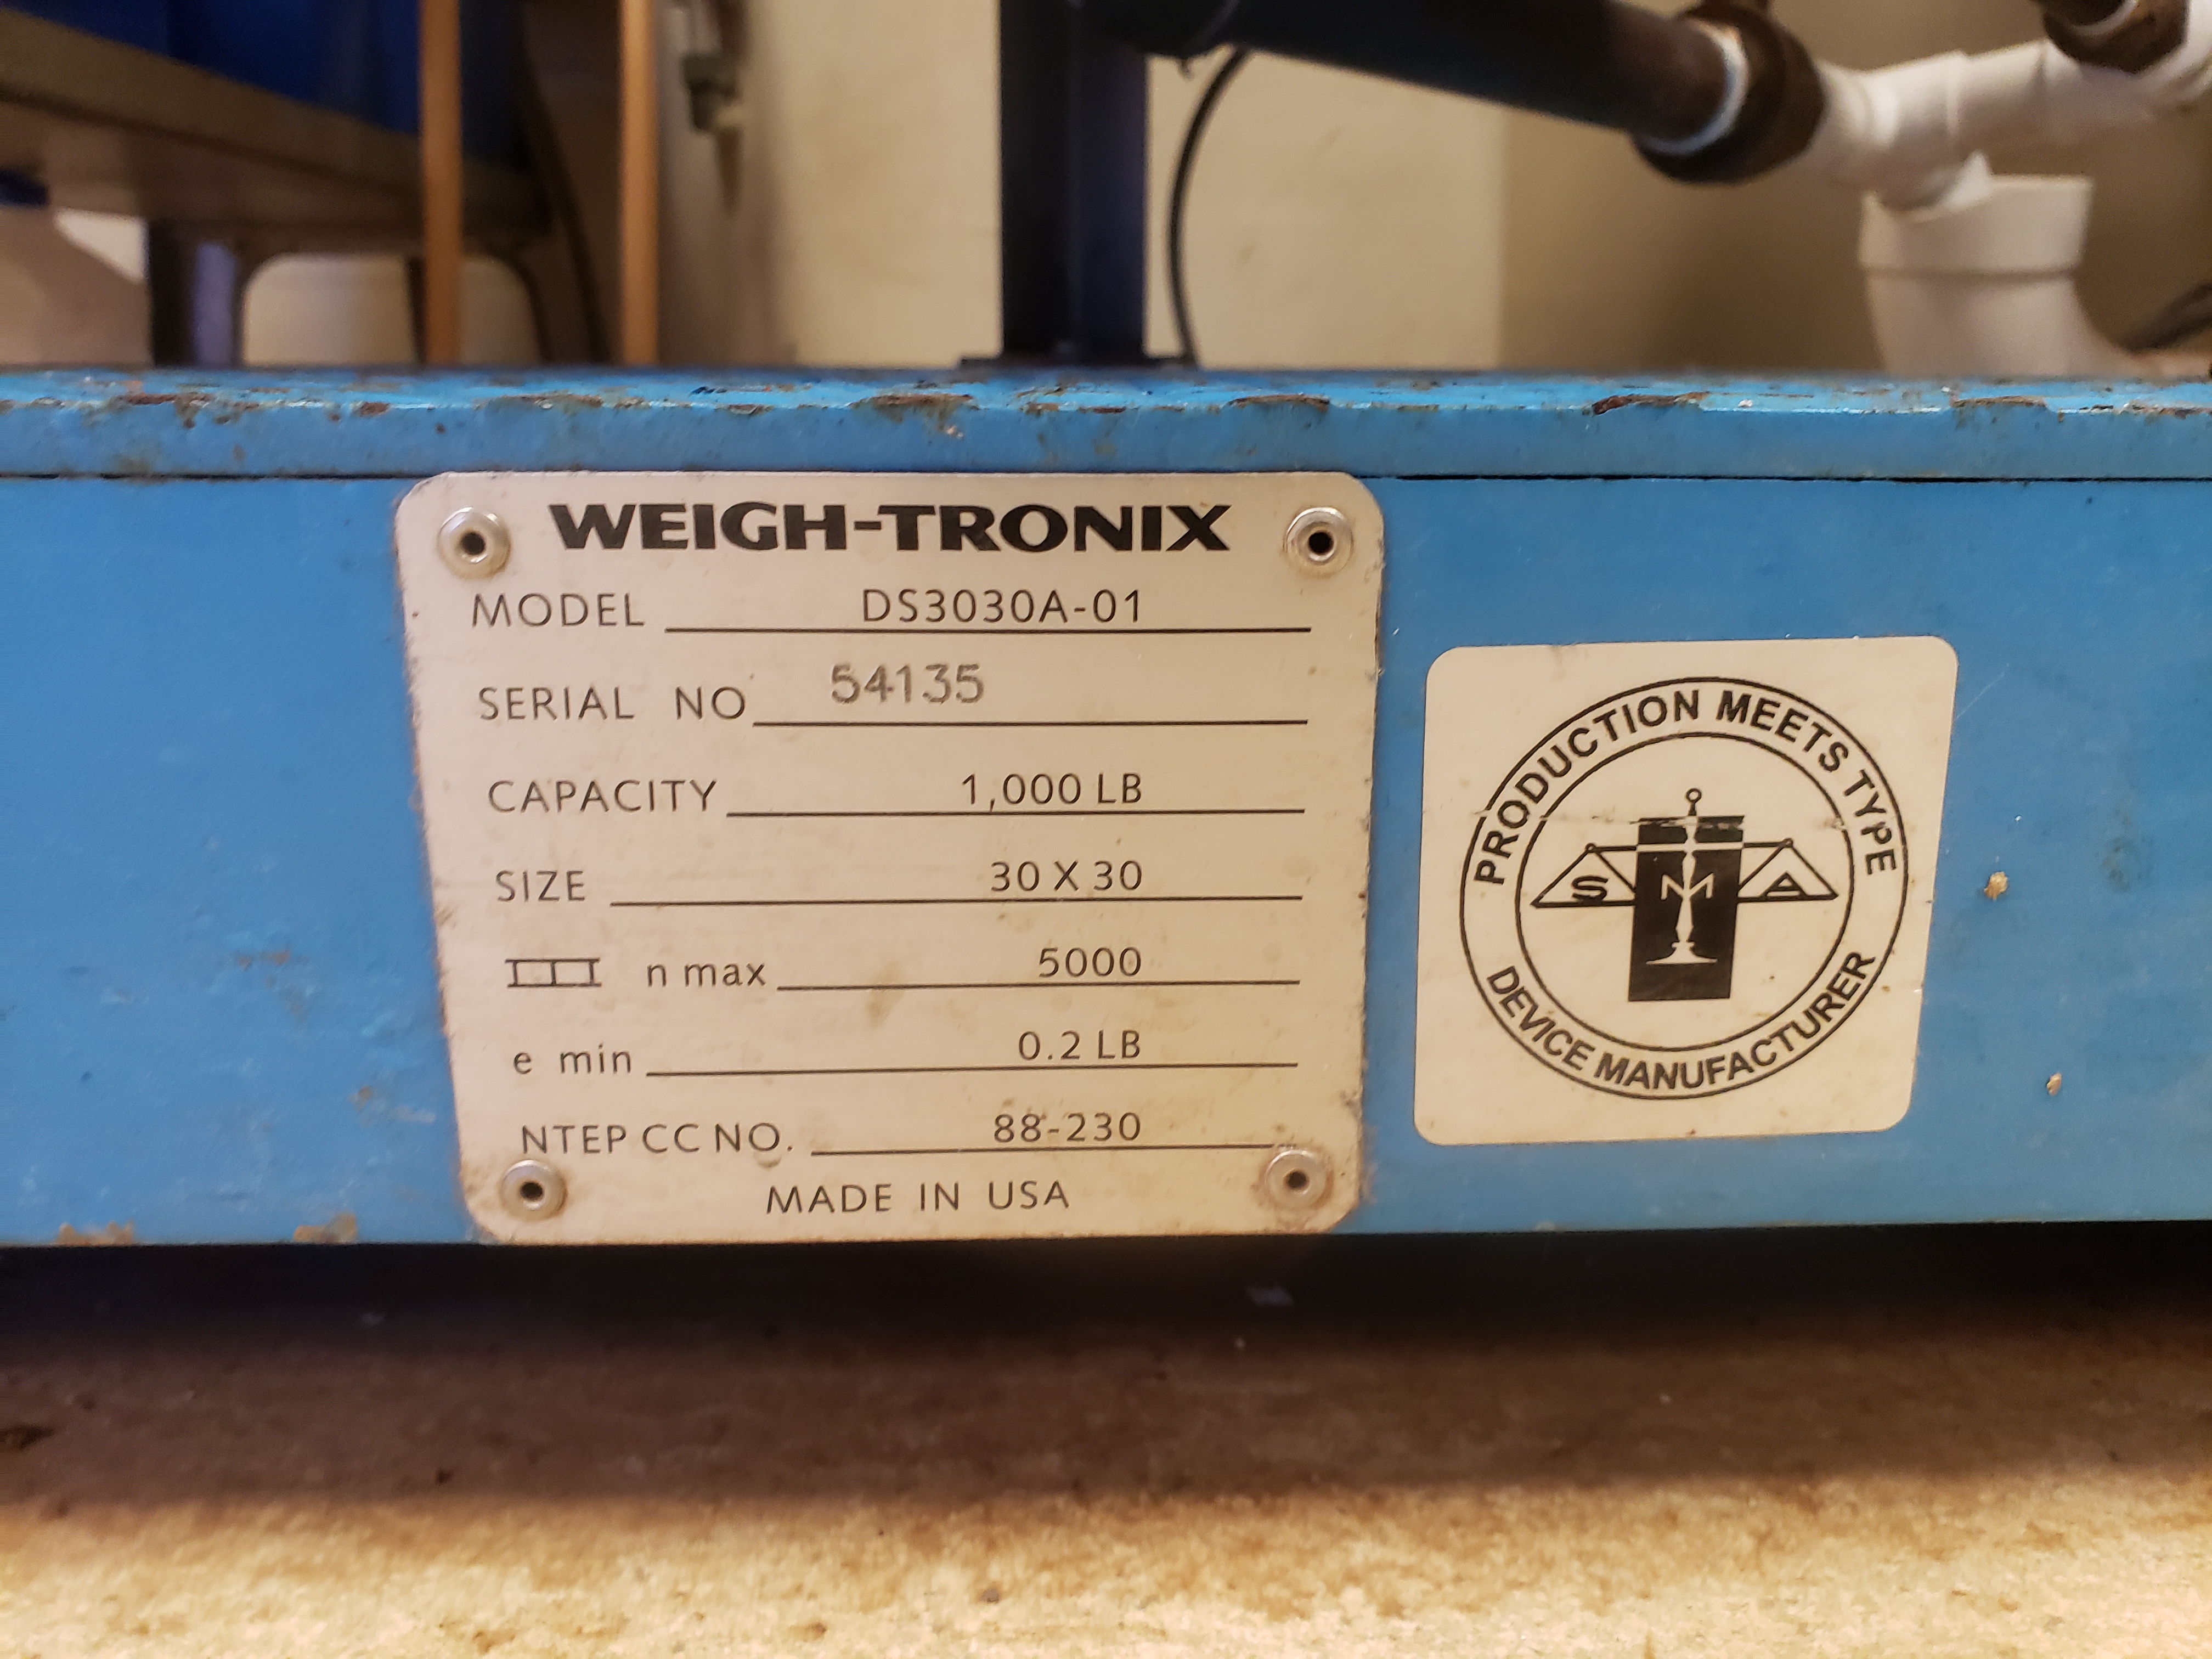 WEIGH-TRONIX
MODEL DS3030A-01
SERIAL NO 54135
CAPACITY 1,000 LB
SIZE 30 X 30
III n max 5000
e min 0.2 LB
NTEP CC NO. 88-230
MADE IN USA
PRODUCTION MEETS TYPE
S M A
DEVICE MANUFACTURER